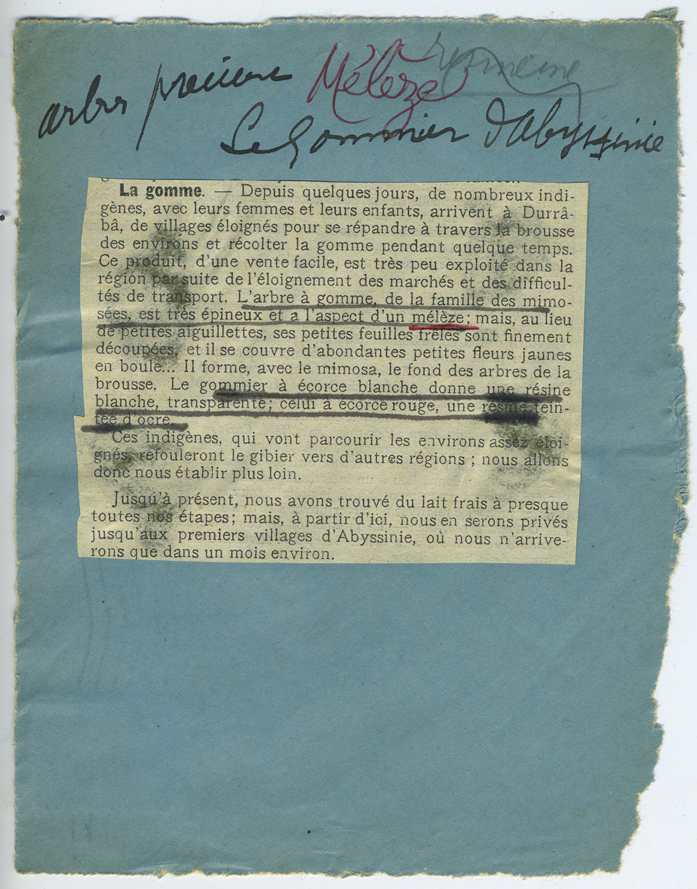 arbre précieux Mélèze
Le Gommier d'Abyssinie
La gomme. — Depuis quelques jours, de nombreux indi-
gènes, avec leurs femmes et leurs enfants, arrivent à Durrâ-
bâ, de villages éloignés pour se répandre à travers la brousse
des environs et récolter la gomme pendant quelque temps.
Ce produit, d'une vente facile, est très peu exploité dans la
région par suite de l'éloignement des marchés et des difficul-
tés de transport. L'arbre à gomme, de la famille des mimo-
sées, est très épineux et a l'aspect d'un mélèze; mais, au lieu
de petites aiguillettes, ses petites feuilles frêles sont finement
découpées, et il se couvre d'abondantes petites fleurs jaunes
en boule... Il forme, avec le mimosa, le fond des arbres de la
brousse. Le gommier à écorce blanche donne une résine
blanche, transparente; celui à écorce rouge, une résine tein-
tée d'ocre.
Ces indigènes, qui vont parcourir les environs assez éloi-
gnés, refouleront le gibier vers d'autres régions; nous allons
donc nous établir plus loin.
Jusqu'à présent, nous avons trouvé du lait frais à presque
toutes nos étapes; mais, à partir d'ici, nous en serons privés
jusqu'aux premiers villages d'Abyssinie, où nous n'arrive-
rons que dans un mois environ.